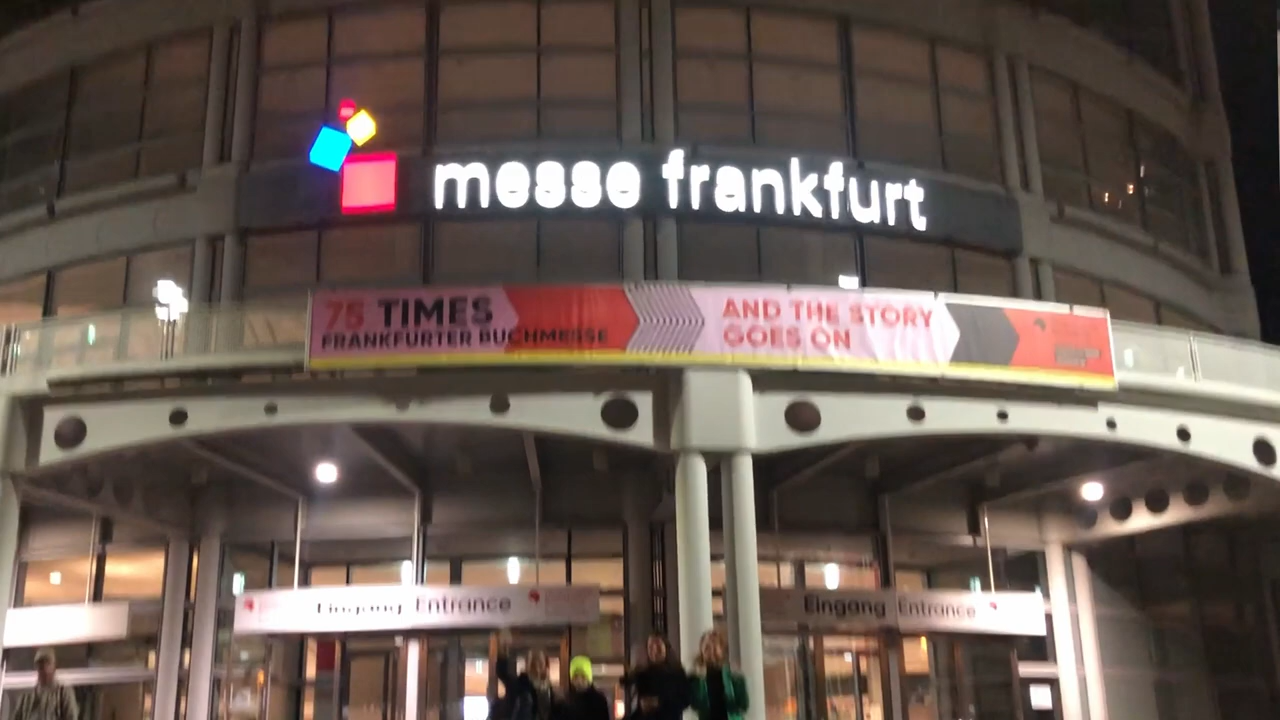 messe frankfurt
75 TIMES
FRANKFURTER BUCHMESSE
AND THE STORY
GOES ON
Eingang Entrance
Eingang Entrance